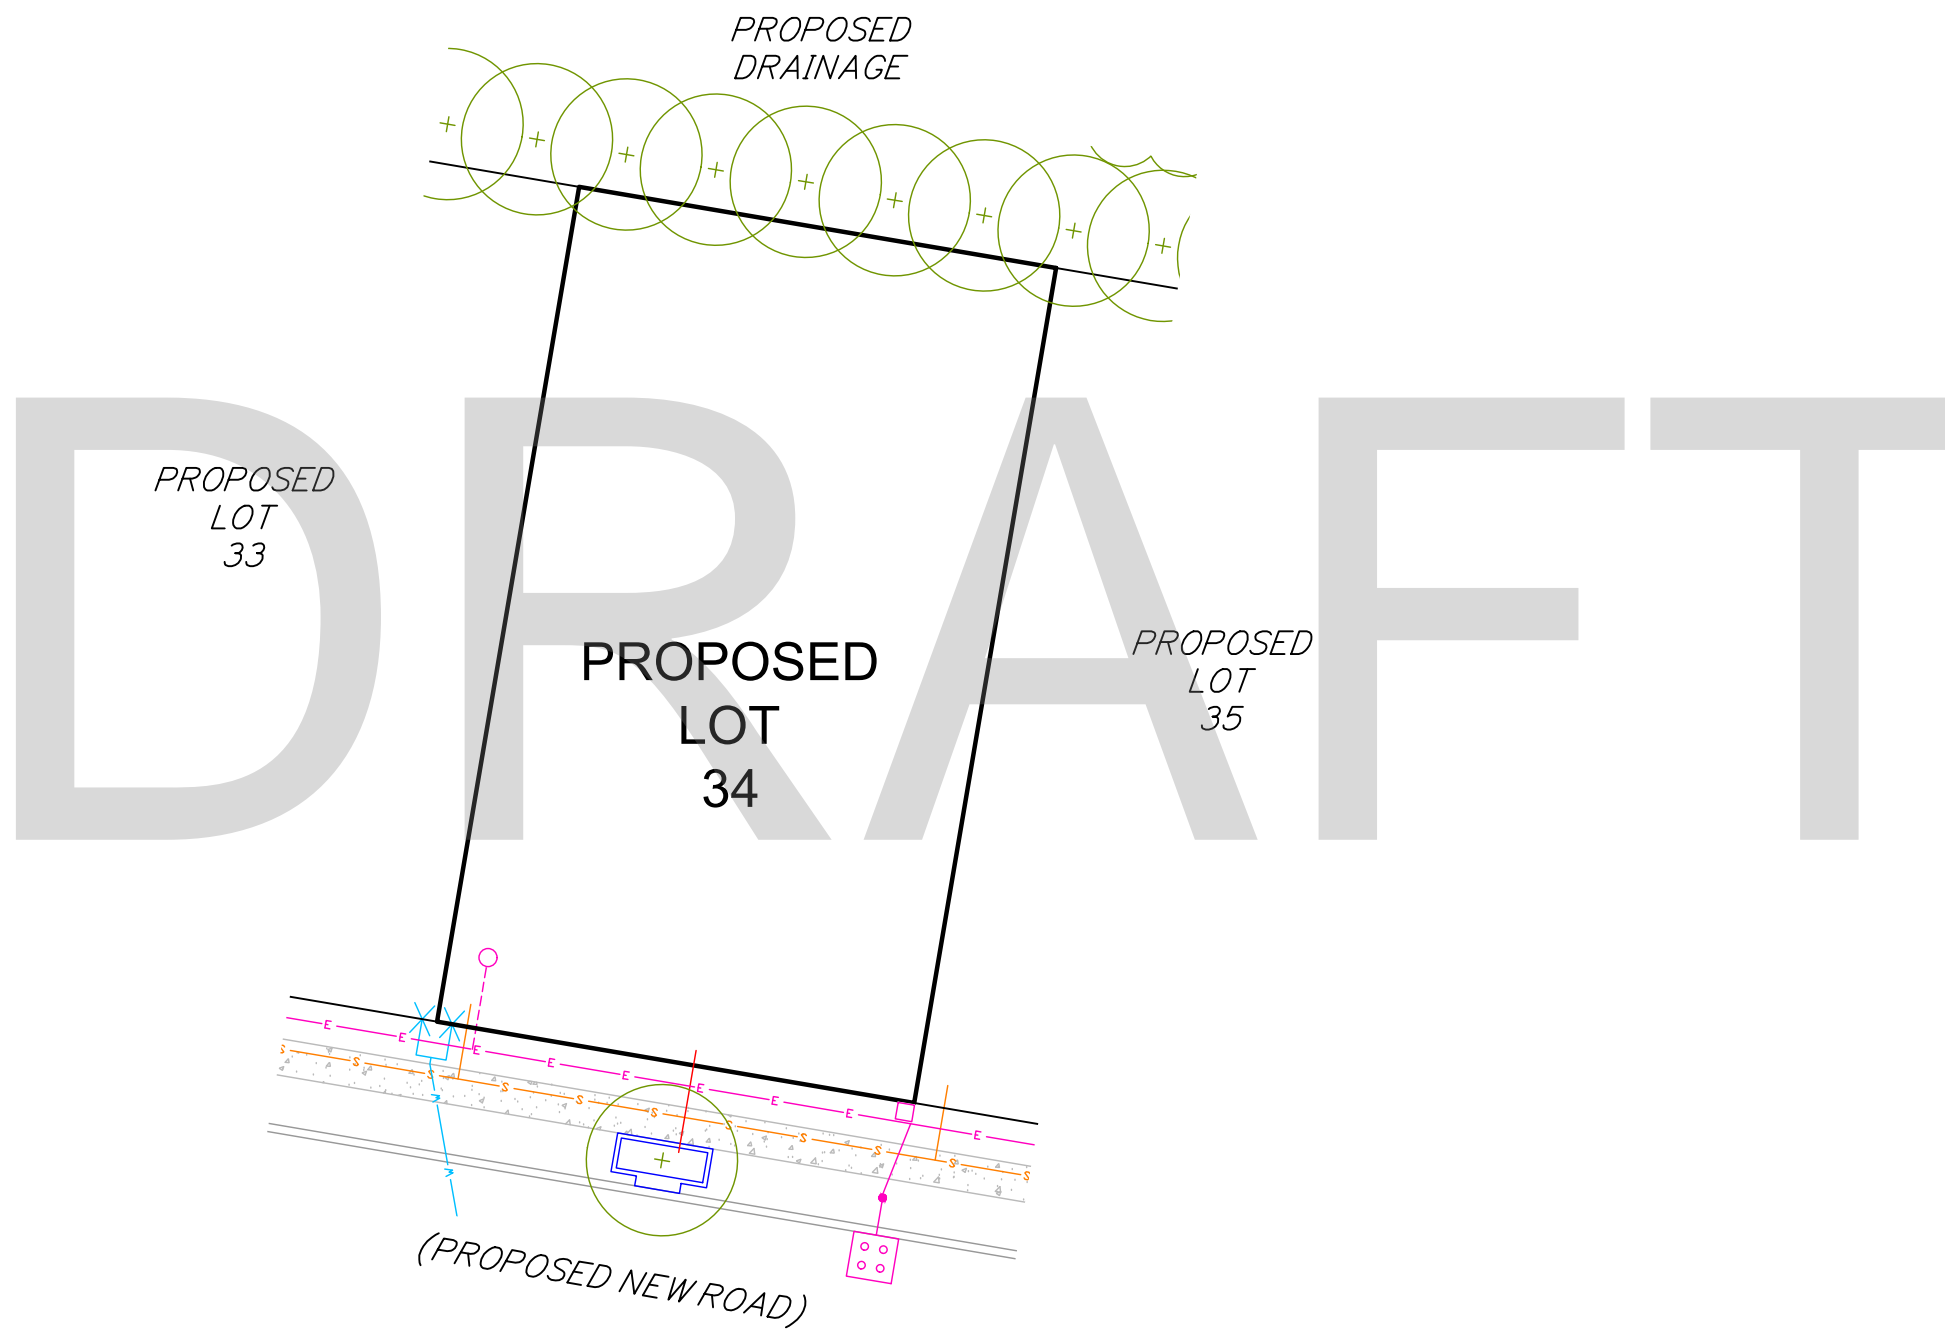 PROPOSED
DRAINAGE
DRAFT
PROPOSED
LOT
33
PROPOSED
LOT
34
PROPOSED
LOT
35
E E E E E E E E E
S S S S S S S S S S S
W
W
(PROPOSED NEW ROAD)